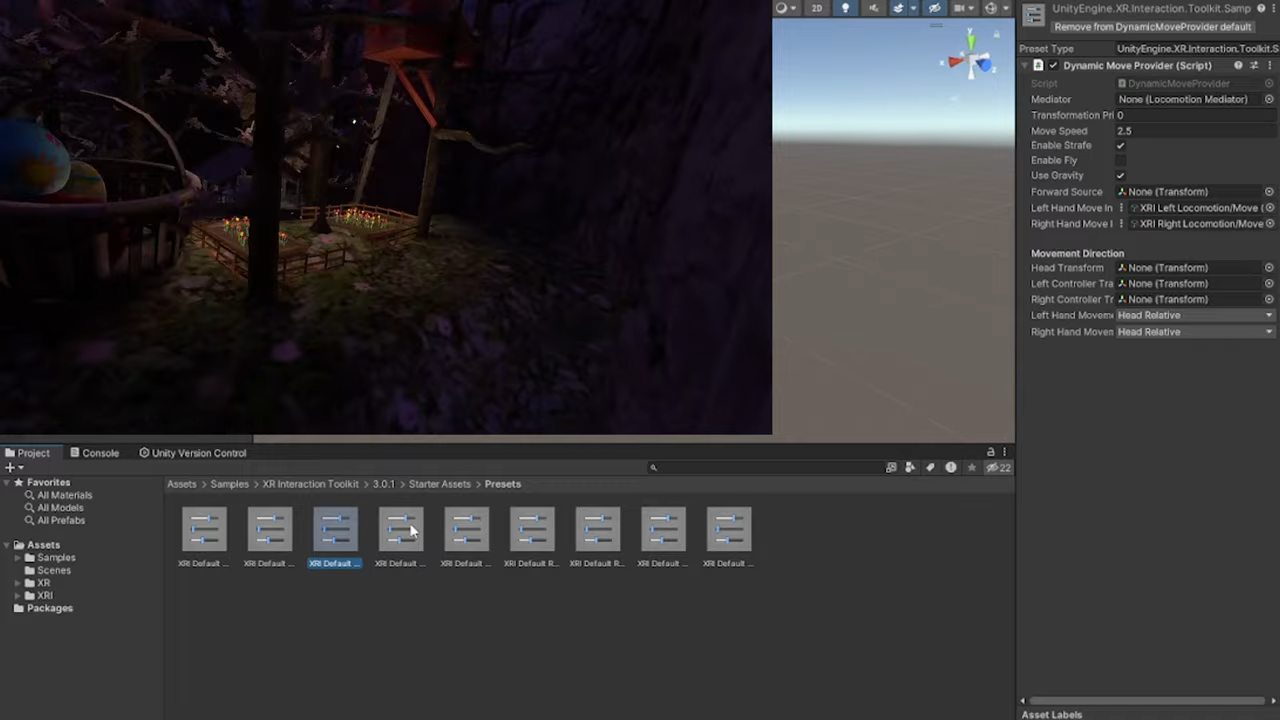 2D
UnityEngine.XR.Interaction.Toolkit.Samp
Remove from DynamicMoveProvider default
Preset Type UnityEngine.XR.Interaction.Toolkit.S
# Dynamic Move Provider (Script)
Script DynamicMoveProvider
Mediator None (Locomotion Mediator)
Transformation Pri 0
Move Speed 2.5
Enable Strafe
Enable Fly
Use Gravity
Forward Source None (Transform)
Left Hand Move In XRI Left Locomotion/Move (
Right Hand Move I XRI Right Locomotion/Move
Movement Direction
Head Transform None (Transform)
Left Controller Tra None (Transform)
Right Controller Tr None (Transform)
Left Hand Movem Head Relative
Right Hand Movem Head Relative
Project Console Unity Version Control
22
Favorites
All Materials
All Models
All Prefabs
Assets
Samples
Scenes
XR
XRI
Packages
Assets > Samples > XR Interaction Toolkit > 3.0.1 > Starter Assets > Presets
XRI Default ... XRI Default ... XRI Default ... XRI Default ... XRI Default ... XRI Default R... XRI Default R... XRI Default ... XRI Default ...
Asset Labels